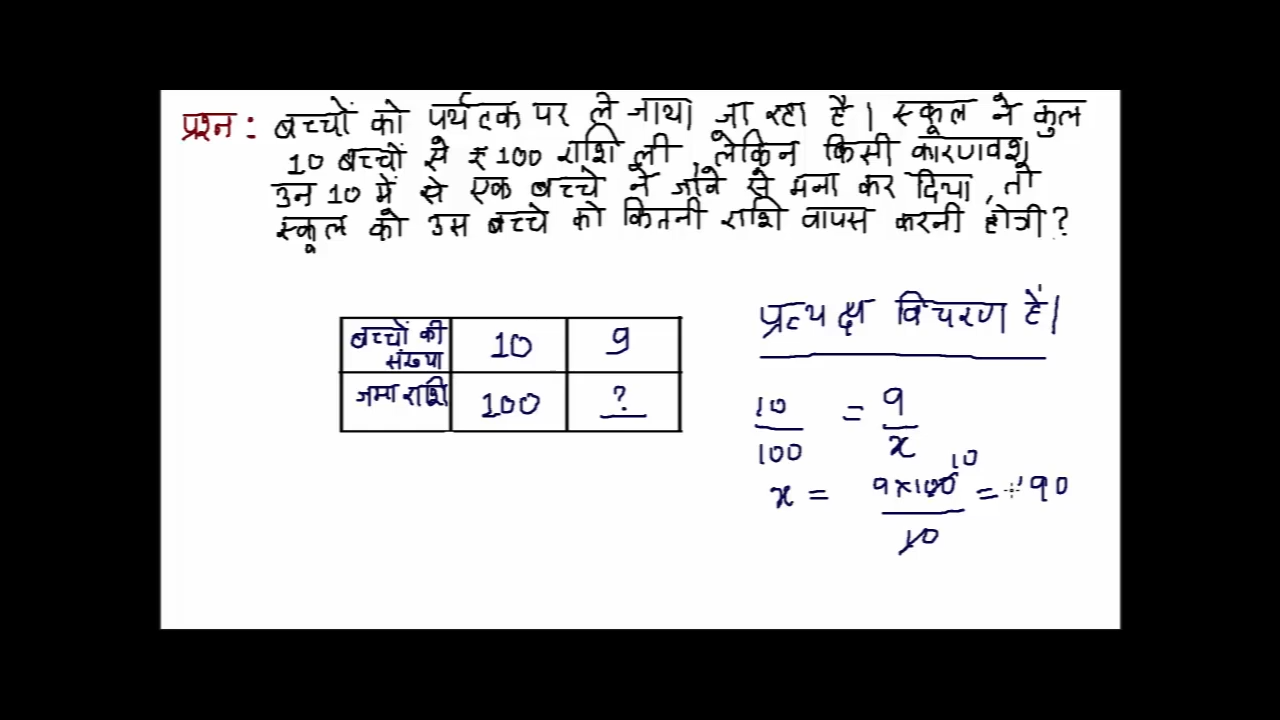 प्रश्न : बच्चों को पर्यटक पर ले जाया जा रहा है। स्कूल ने कुल
10 बच्चों से ₹100 राशि ली, लेकिन किसी कारणवश
उन 10 में से एक बच्चे ने जाने से मना कर दिया, तो
स्कूल को उस बच्चे को कितनी राशि वापस करनी होगी?
प्रत्यक्ष विचरण है।
बच्चों की संख्या 10 9
जमा राशि 100 ?
10/100 = 9/x
x = 9×100/10 = 90
10